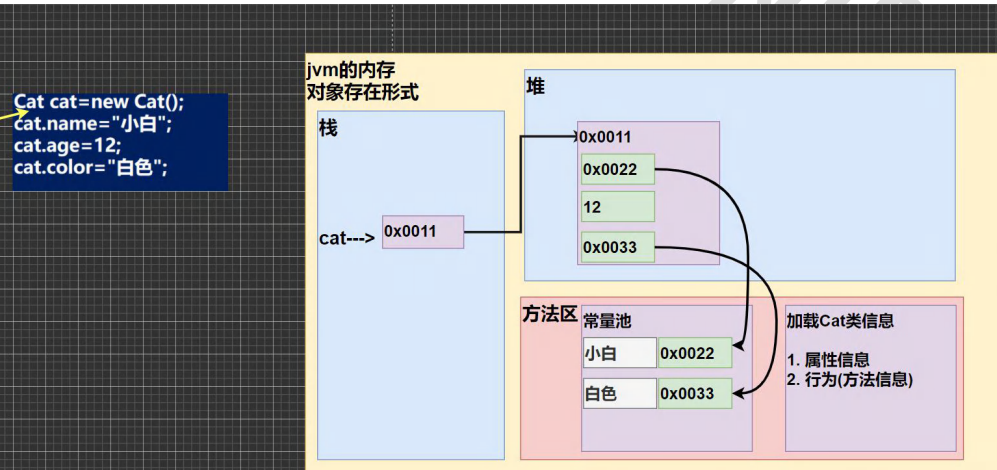 Cat cat=new Cat();
cat.name="小白";
cat.age=12;
cat.color="白色";
jvm的内存
对象存在形式
栈
cat--->
0x0011
堆
0x0011
0x0022
12
0x0033
方法区
常量池
小白 0x0022
白色 0x0033
加载Cat类信息
1. 属性信息
2. 行为(方法信息)